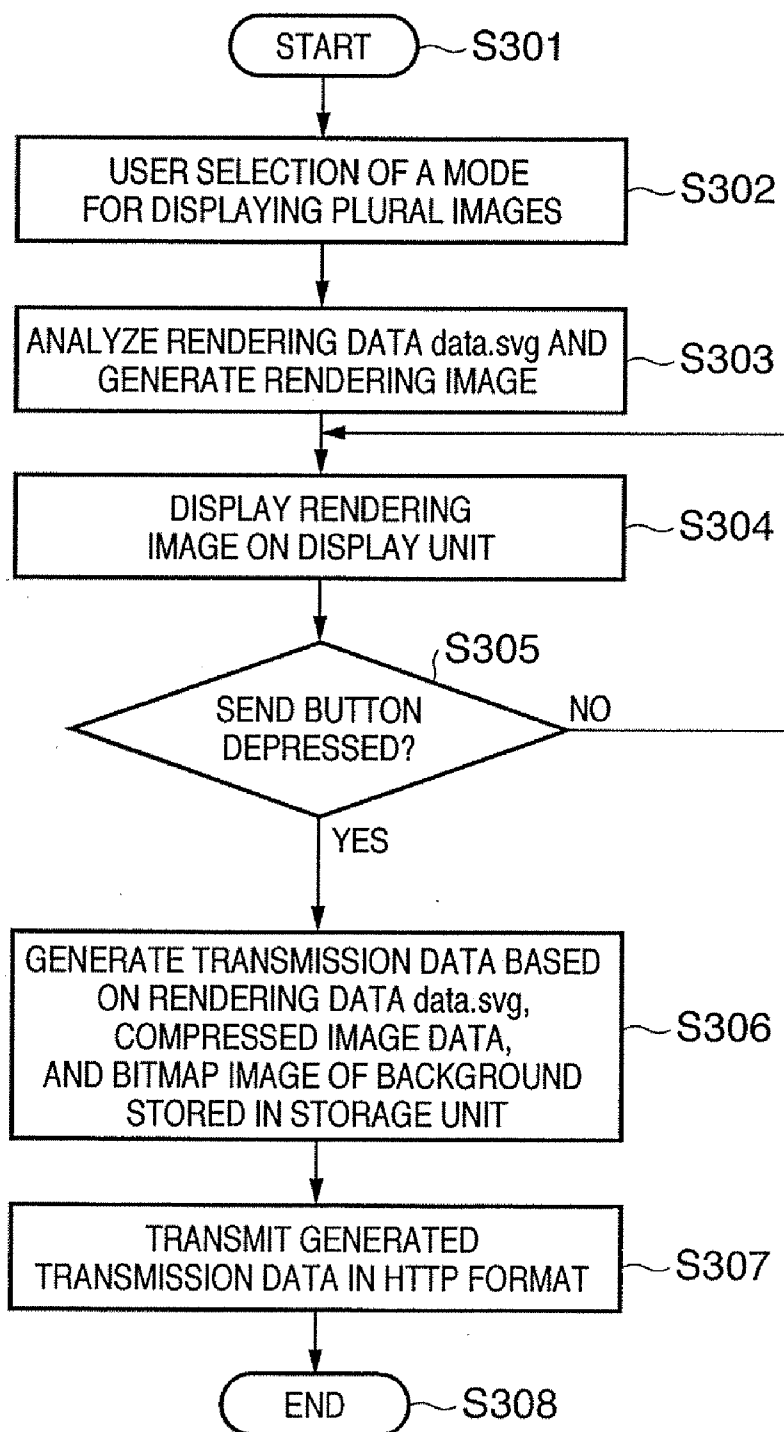 START
S301
USER SELECTION OF A MODE
FOR DISPLAYING PLURAL IMAGES
S302
ANALYZE RENDERING DATA data.svg AND
GENERATE RENDERING IMAGE
S303
DISPLAY RENDERING
IMAGE ON DISPLAY UNIT
S304
S305
SEND BUTTON
DEPRESSED?
NO
YES
GENERATE TRANSMISSION DATA BASED
ON RENDERING DATA data.svg,
COMPRESSED IMAGE DATA,
AND BITMAP IMAGE OF BACKGROUND
STORED IN STORAGE UNIT
S306
TRANSMIT GENERATED
TRANSMISSION DATA IN HTTP FORMAT
S307
END
S308